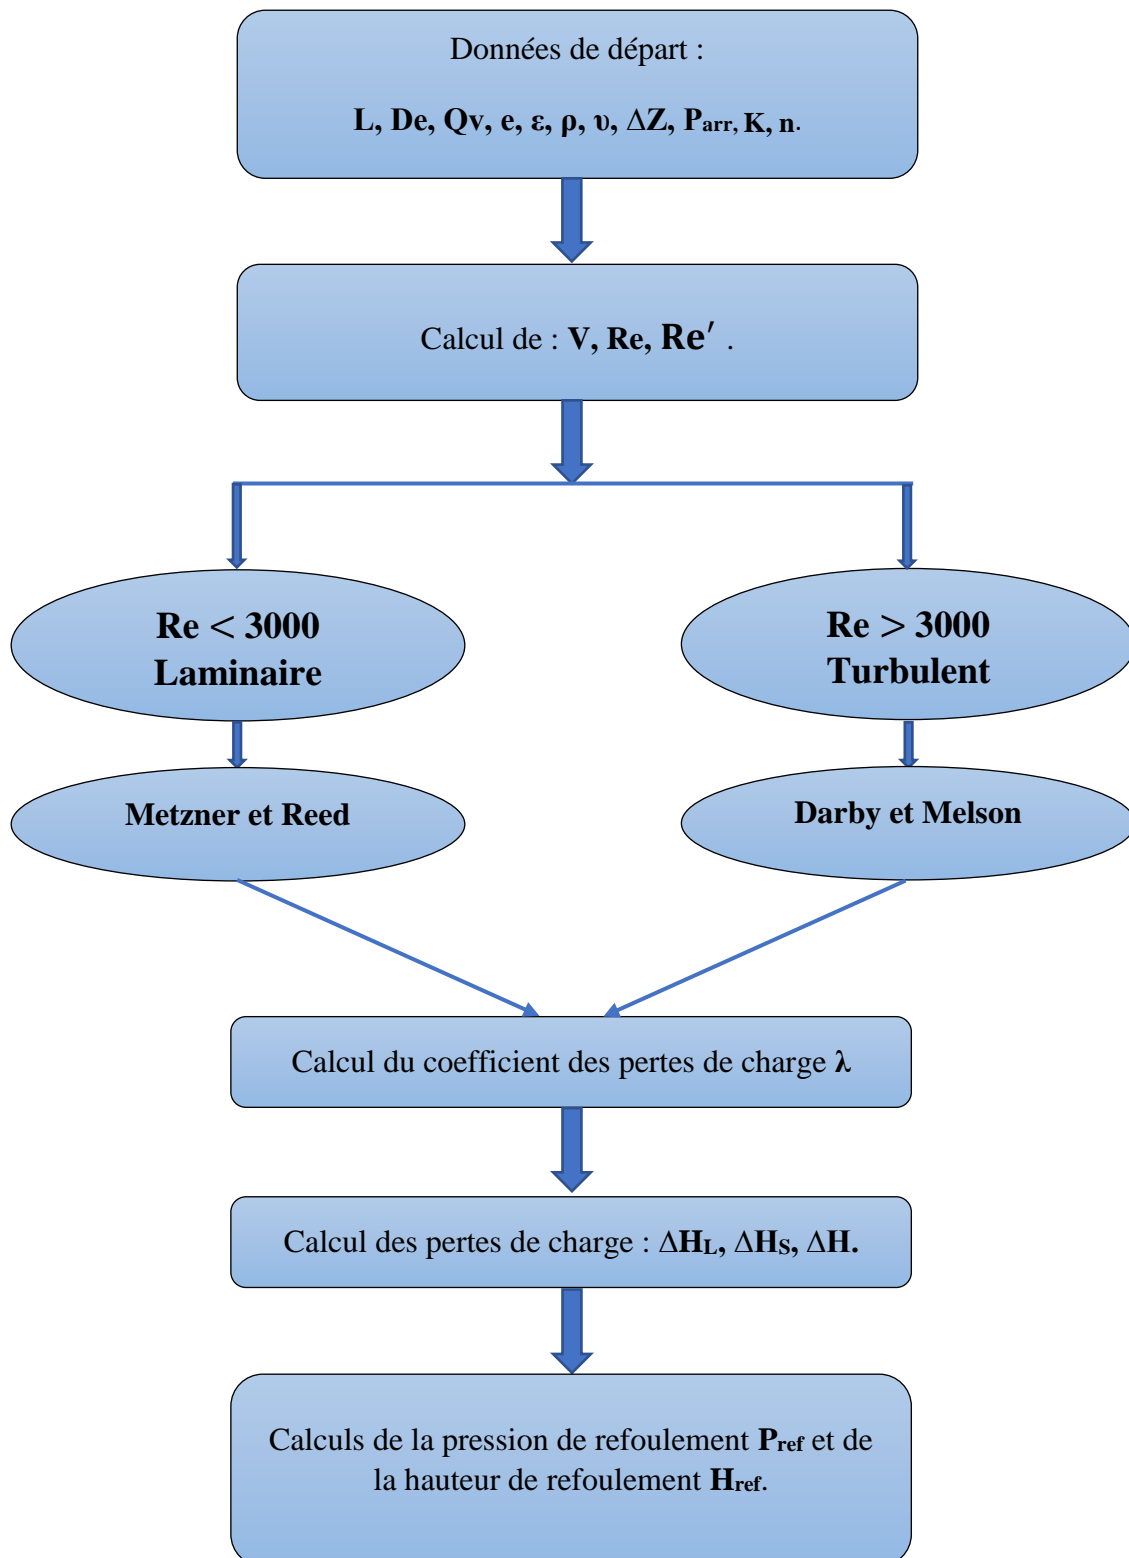 Données de départ :
L, De, Qv, e, ε, ρ, υ, ΔZ, Parr, K, n.
Calcul de : V, Re, Re′ .
Re < 3000
Laminaire
Re > 3000
Turbulent
Metzner et Reed
Darby et Melson
Calcul du coefficient des pertes de charge λ
Calcul des pertes de charge : ΔHL, ΔHS, ΔH.
Calculs de la pression de refoulement Pref et de
la hauteur de refoulement Href.